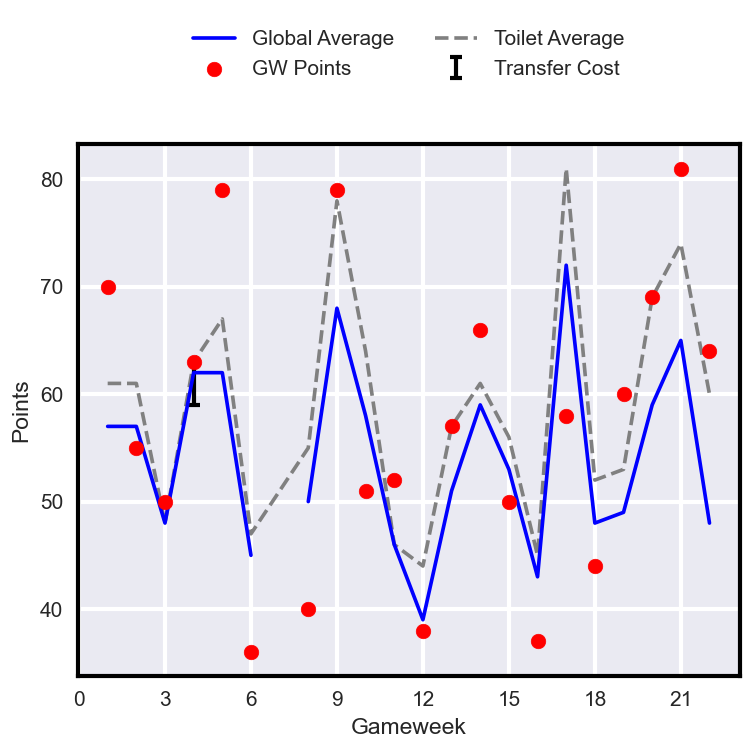 Global Average
Toilet Average
GW Points
Transfer Cost
80
70
60
50
40
Points
0 3 6 9 12 15 18 21
Gameweek